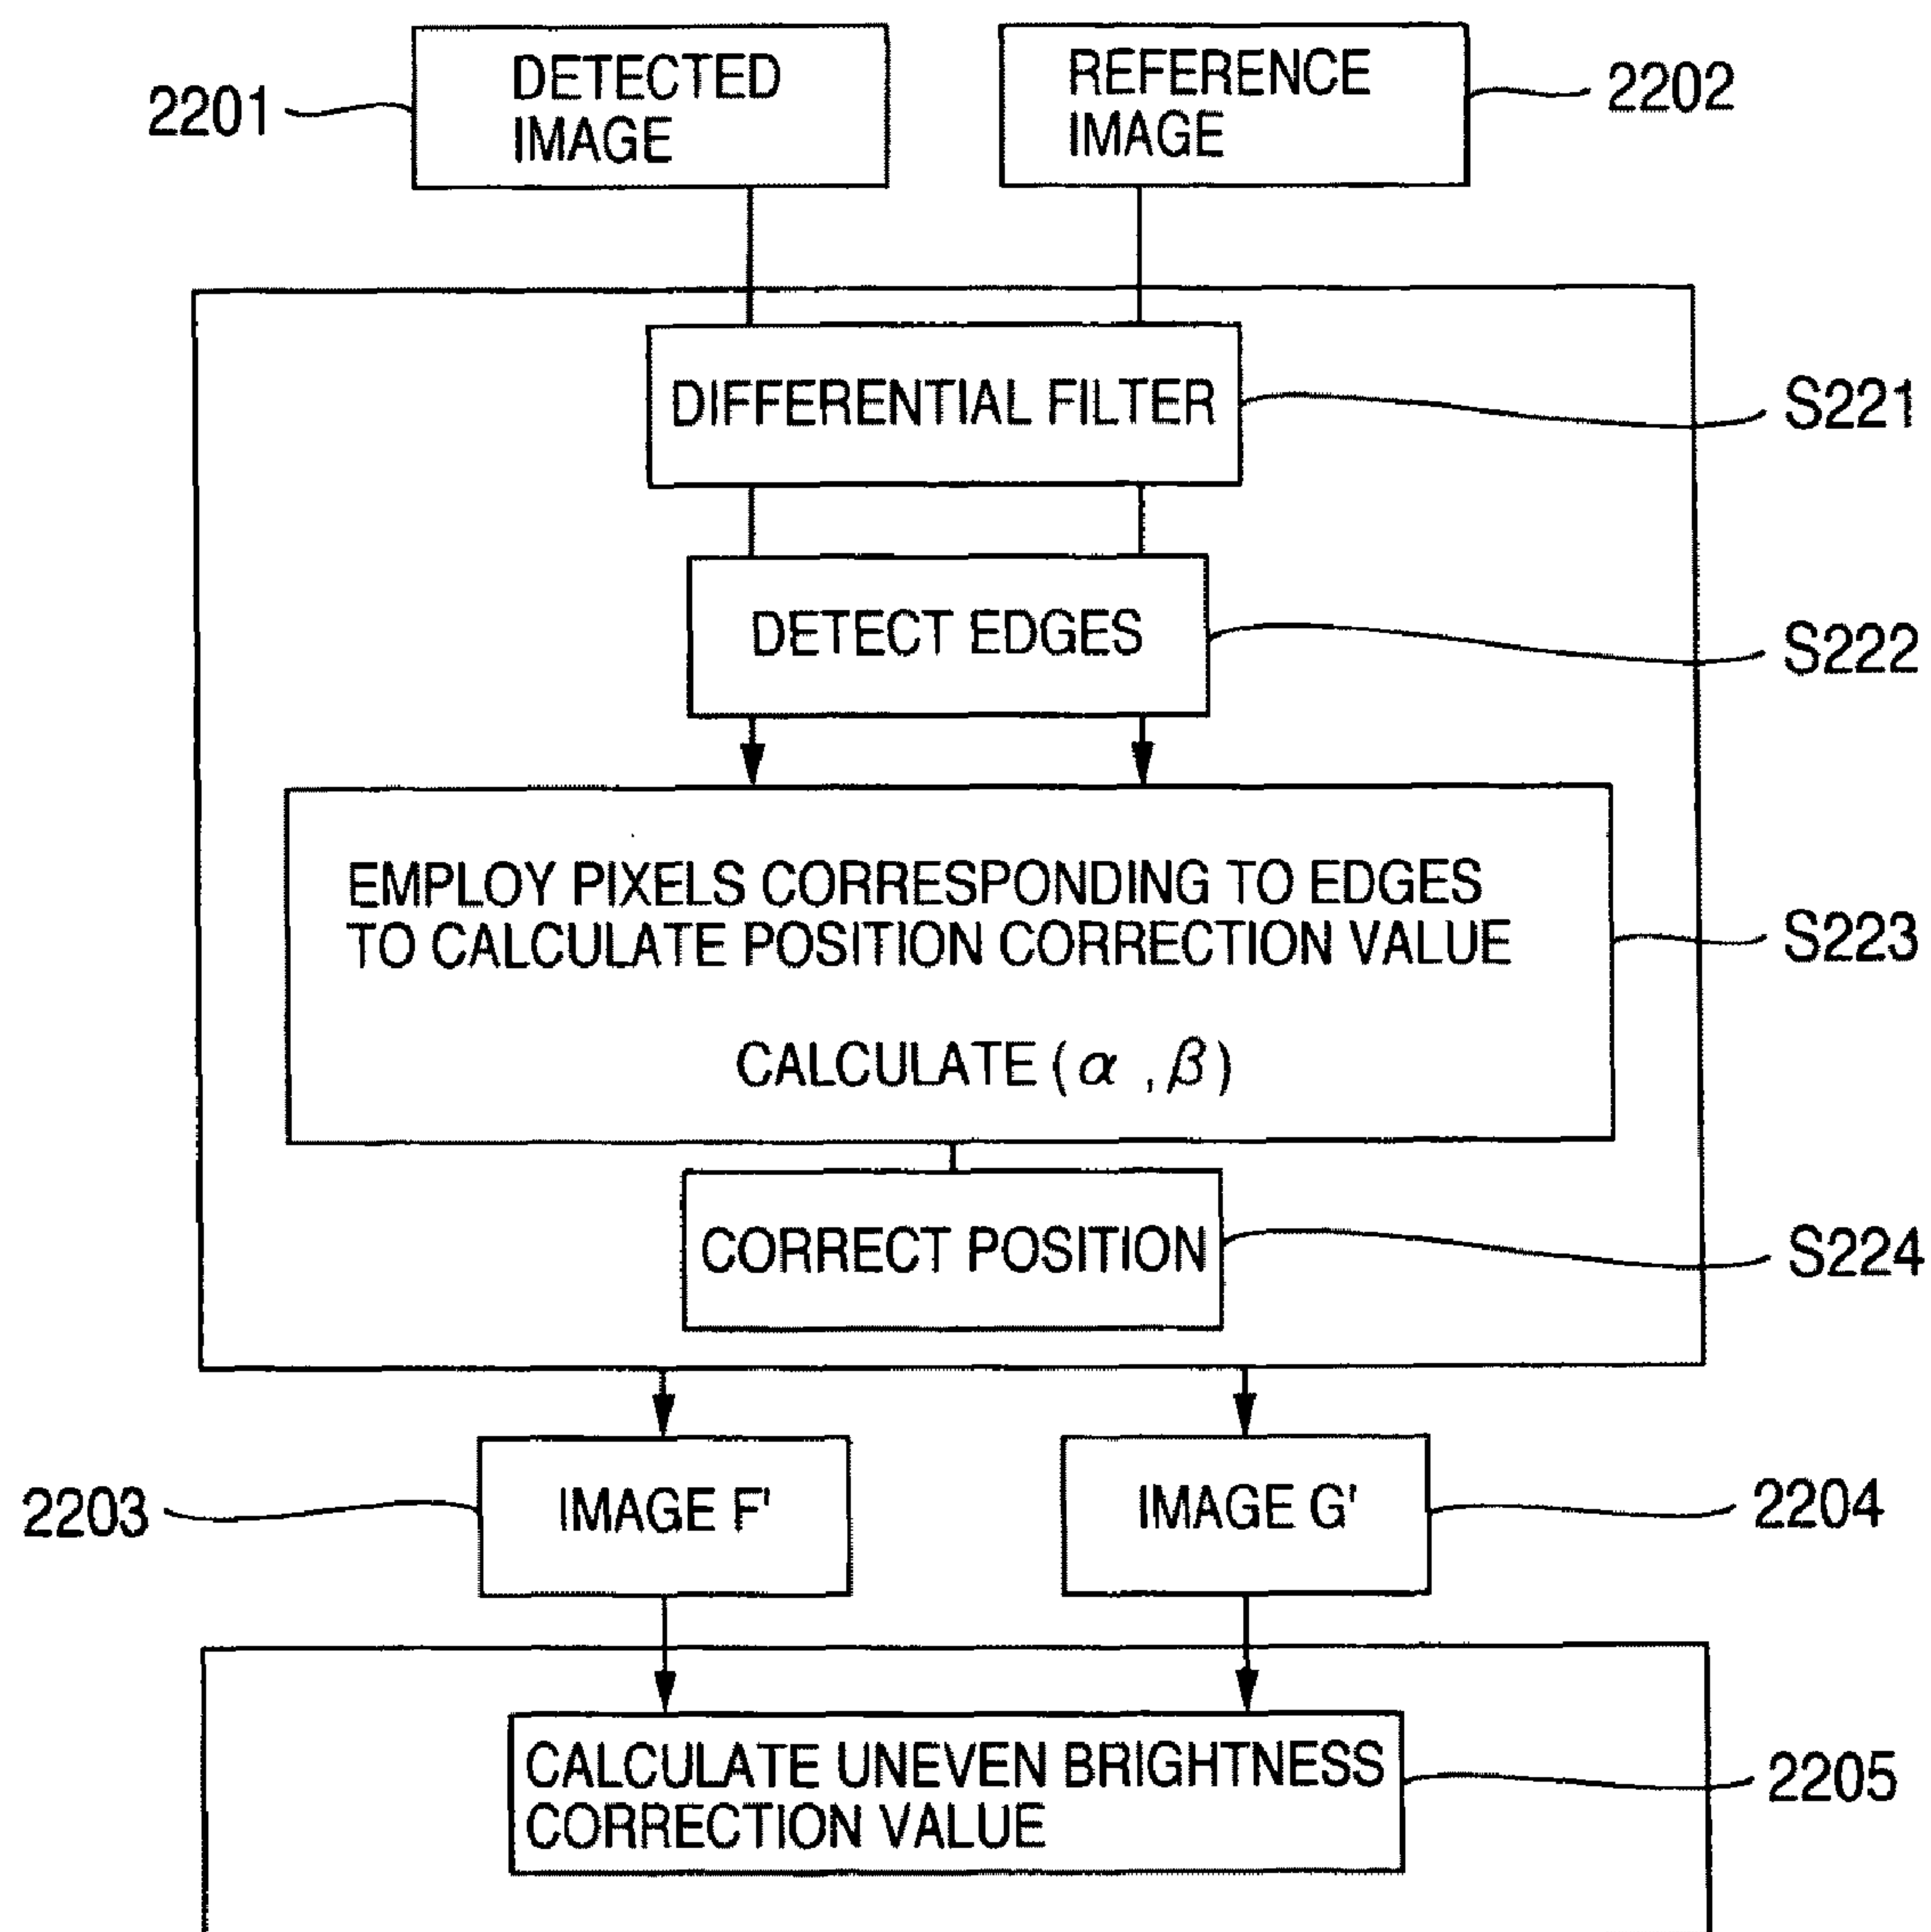 DETECTED
IMAGE
2201
REFERENCE
IMAGE
2202
DIFFERENTIAL FILTER
S221
DETECT EDGES
S222
EMPLOY PIXELS CORRESPONDING TO EDGES
TO CALCULATE POSITION CORRECTION VALUE
CALCULATE (α , β)
S223
CORRECT POSITION
S224
2203
IMAGE F'
IMAGE G'
2204
CALCULATE UNEVEN BRIGHTNESS
CORRECTION VALUE
2205